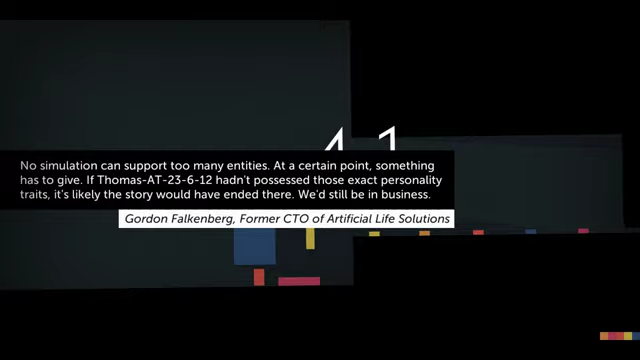 4.1
No simulation can support too many entities. At a certain point, something
has to give. If Thomas-AT-23-6-12 hadn't possessed those exact personality
traits, it's likely the story would have ended there. We'd still be in business.
Gordon Falkenberg, Former CTO of Artificial Life Solutions